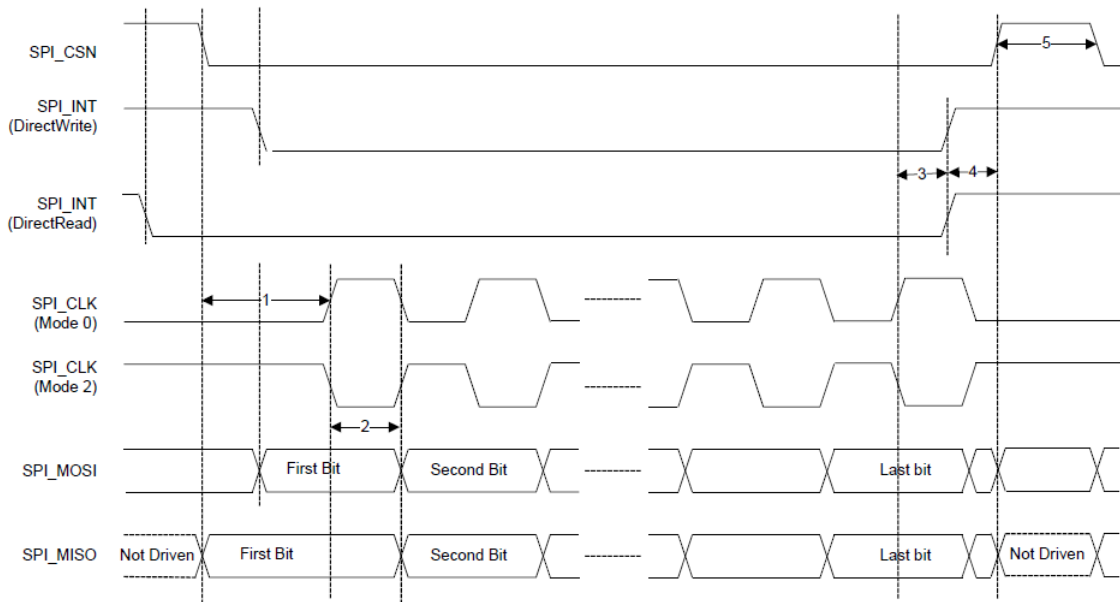 SPI_CSN
5
SPI_INT
(DirectWrite)
3
4
SPI_INT
(DirectRead)
1
SPI_CLK
(Mode 0)
SPI_CLK
(Mode 2)
2
SPI_MOSI
First Bit
Second Bit
Last bit
SPI_MISO
Not Driven
First Bit
Second Bit
Last bit
Not Driven